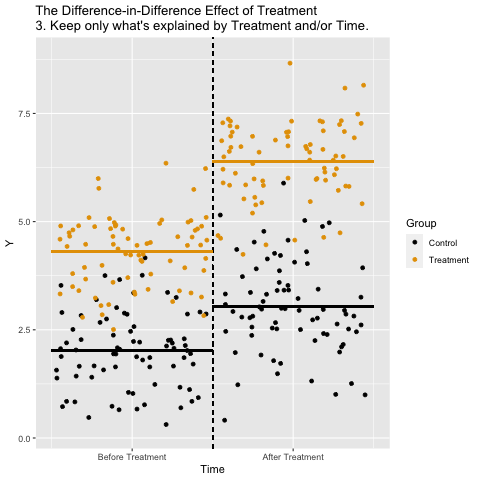 The Difference-in-Difference Effect of Treatment
3. Keep only what's explained by Treatment and/or Time.
7.5
5.0
2.5
0.0
Y
Before Treatment
After Treatment
Time
Group
Control
Treatment